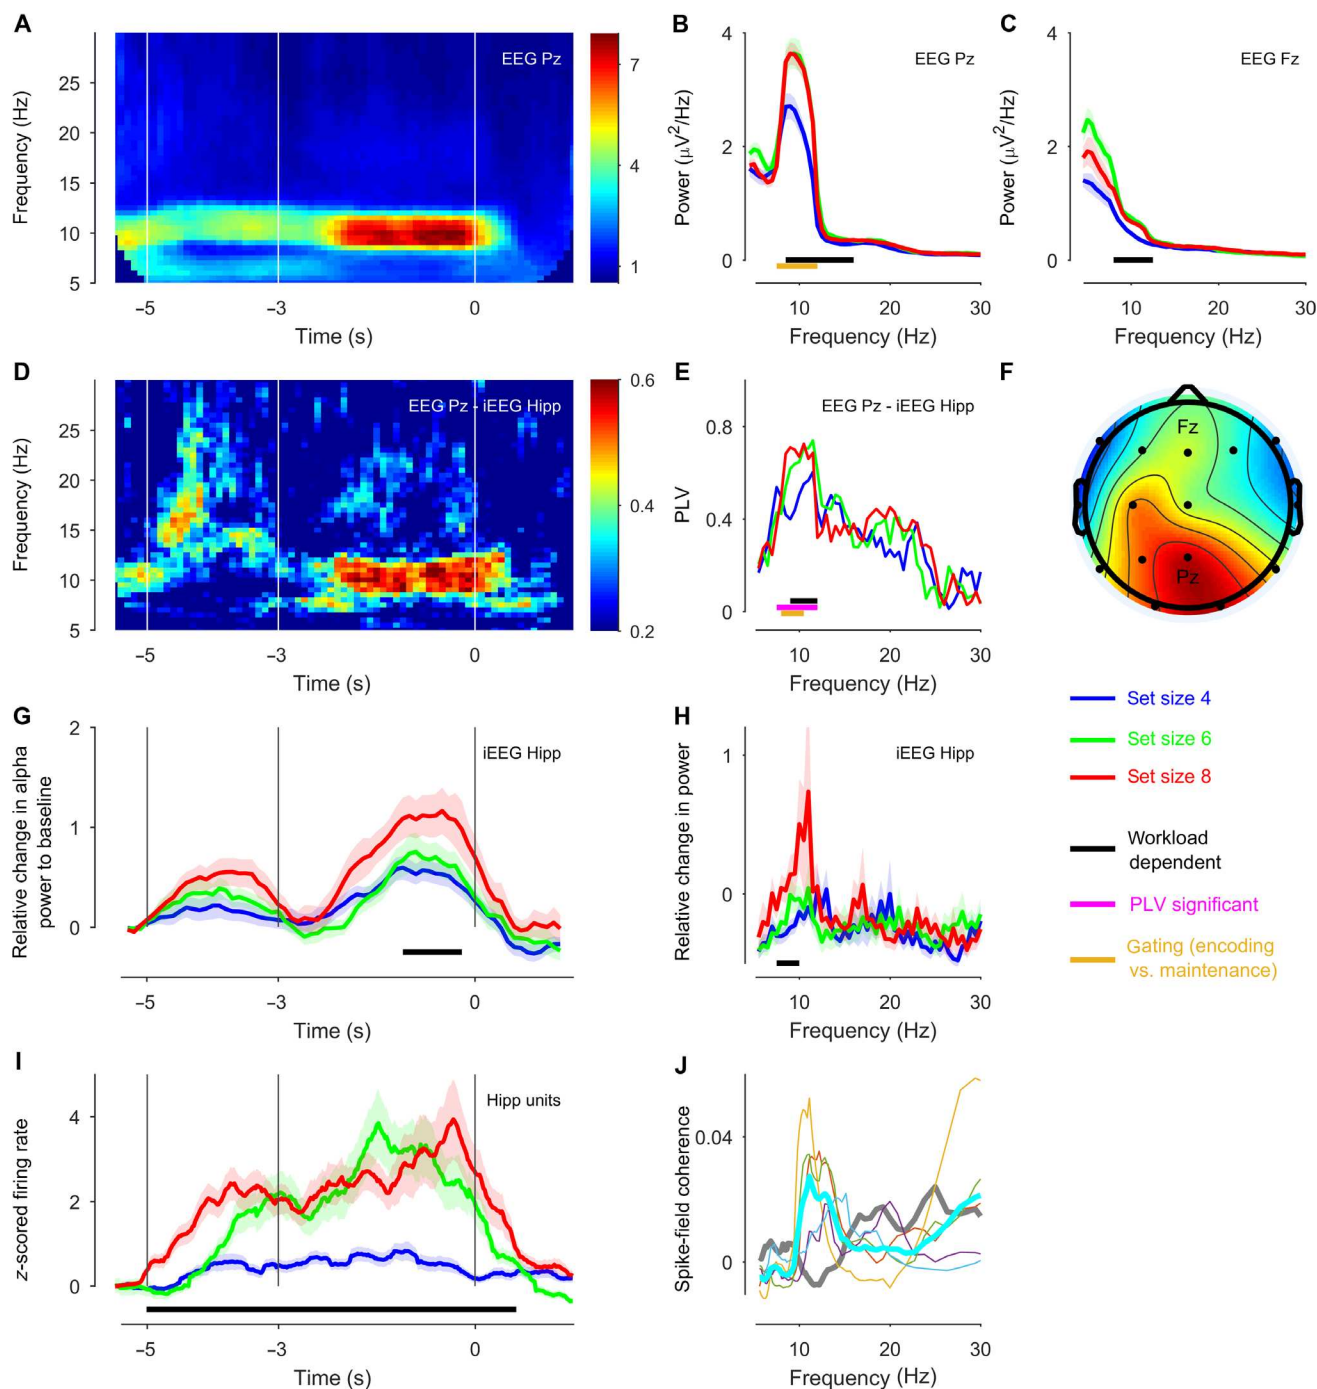 A
EEG Pz
Frequency (Hz)
25
20
15
10
5
7
4
1
−5
−3
0
Time (s)
B
EEG Pz
Power (μV²/Hz)
4
2
0
10
20
30
Frequency (Hz)
C
EEG Fz
Power (μV²/Hz)
4
2
0
10
20
30
Frequency (Hz)
D
EEG Pz - iEEG Hipp
Frequency (Hz)
25
20
15
10
5
0.6
0.4
0.2
−5
−3
0
Time (s)
E
EEG Pz - iEEG Hipp
PLV
0.8
0.4
0
10
20
30
Frequency (Hz)
F
Fz
Pz
Set size 4
Set size 6
Set size 8
Workload
dependent
PLV significant
Gating (encoding
vs. maintenance)
G
iEEG Hipp
Relative change in alpha
power to baseline
2
1
0
−5
−3
0
Time (s)
H
iEEG Hipp
Relative change in power
1
0
10
20
30
Frequency (Hz)
I
Hipp units
z-scored firing rate
4
2
0
−5
−3
0
Time (s)
J
Spike-field coherence
0.04
0
10
20
30
Frequency (Hz)